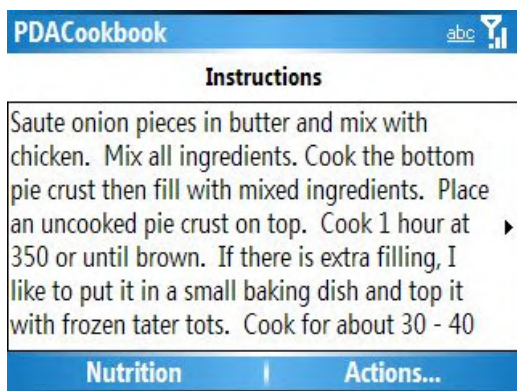 PDACookbook abc
Instructions
Saute onion pieces in butter and mix with
chicken.  Mix all ingredients. Cook the bottom
pie crust then fill with mixed ingredients.  Place
an uncooked pie crust on top.  Cook 1 hour at
350 or until brown.  If there is extra filling, I
like to put it in a small baking dish and top it
with frozen tater tots.  Cook for about 30 - 40
Nutrition Actions...